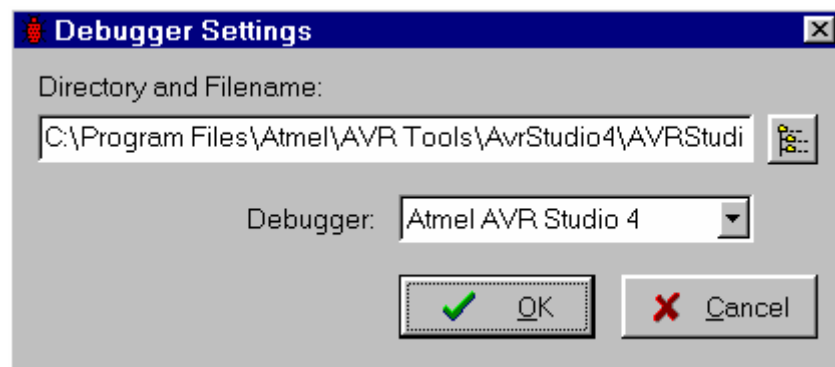 Debugger Settings
Directory and Filename:
C:\Program Files\Atmel\AVR Tools\AvrStudio4\AVRStudi
Debugger: Atmel AVR Studio 4
OK Cancel